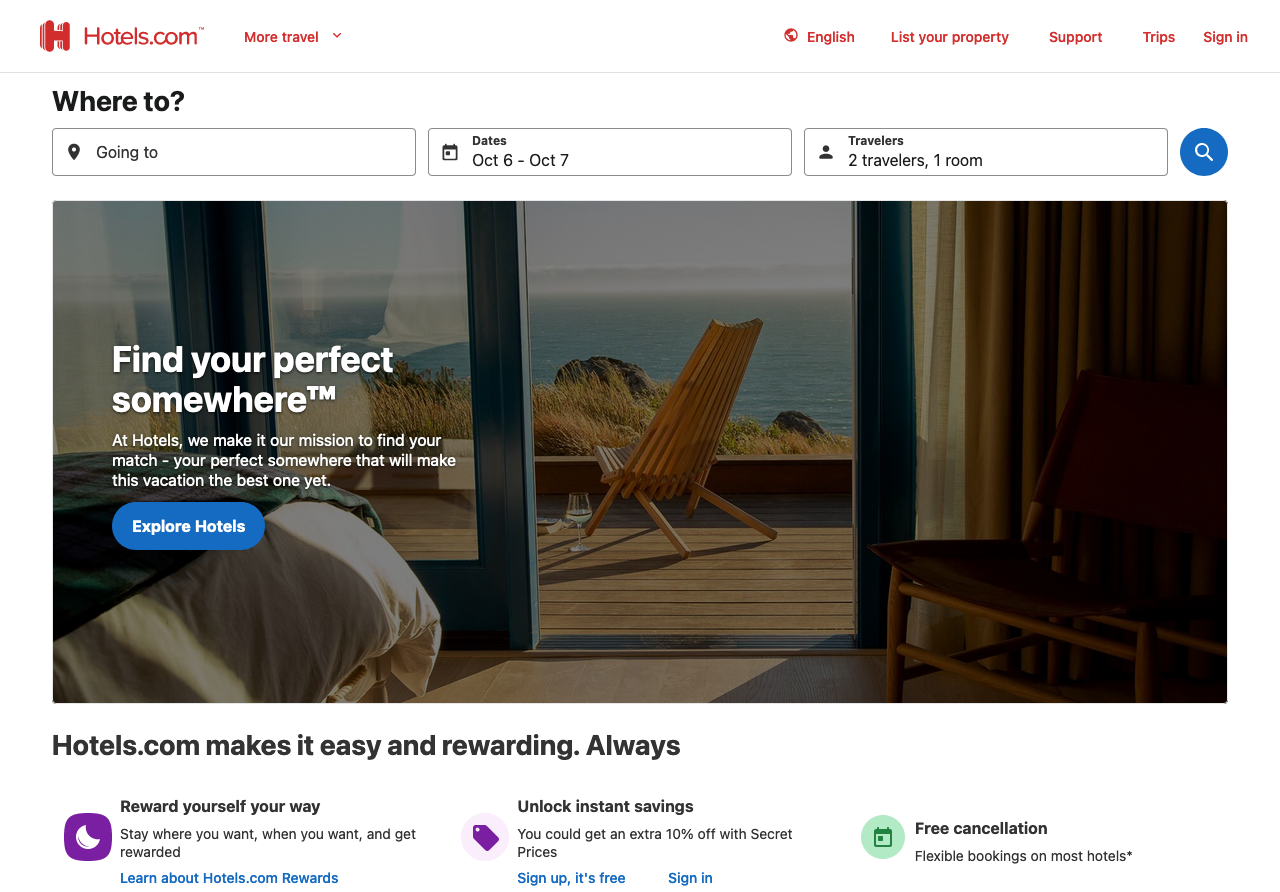 Hotels.com™
More travel
English
List your property
Support
Trips
Sign in
Where to?
Going to
Dates
Oct 6 - Oct 7
Travelers
2 travelers, 1 room
Find your perfect
somewhere™
At Hotels, we make it our mission to find your
match - your perfect somewhere that will make
this vacation the best one yet.
Explore Hotels
Hotels.com makes it easy and rewarding. Always
Reward yourself your way
Stay where you want, when you want, and get
rewarded
Learn about Hotels.com Rewards
Unlock instant savings
You could get an extra 10% off with Secret
Prices
Sign up, it's free
Sign in
Free cancellation
Flexible bookings on most hotels*